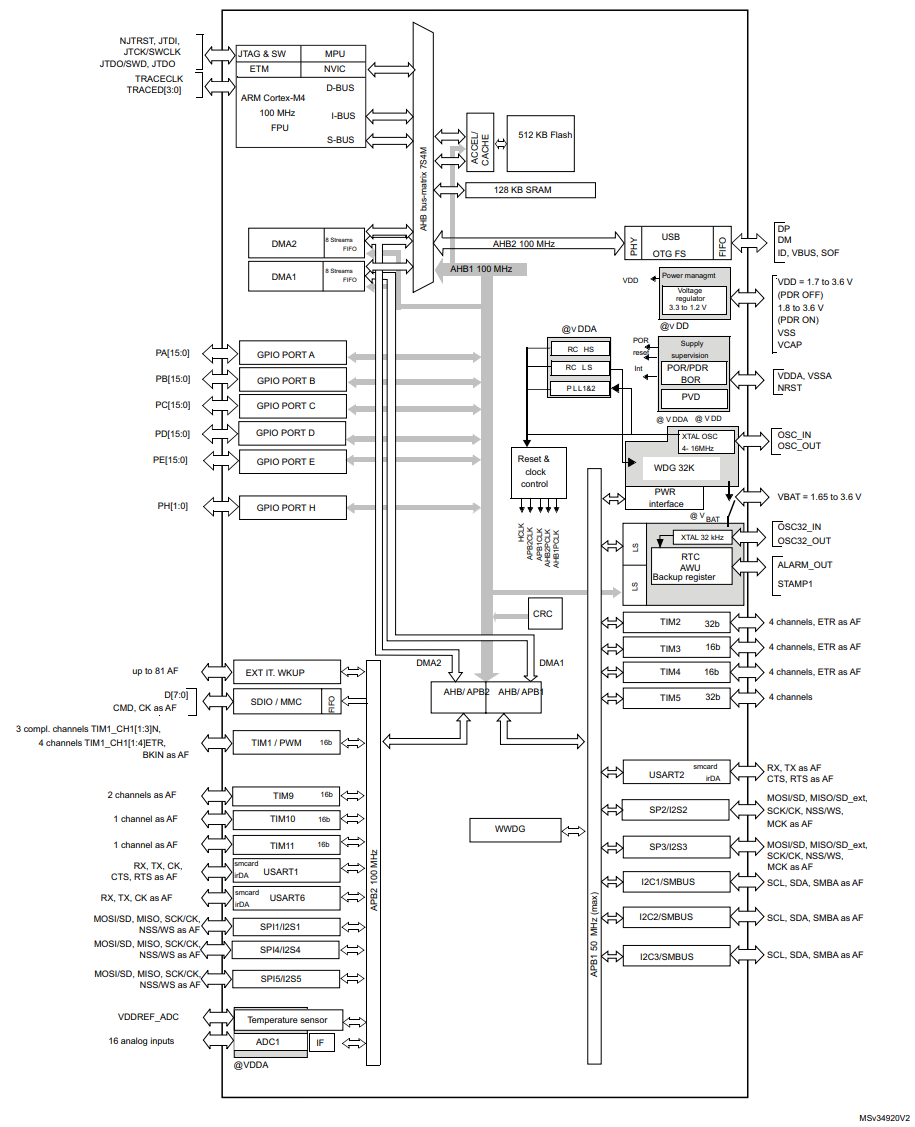 NJTRST, JTDI,
JTCK/SWCLK
JTDO/SWD, JTDO
TRACECLK
TRACED[3:0]
JTAG & SW
MPU
ETM
NVIC
D-BUS
ARM Cortex-M4
100 MHz
FPU
I-BUS
S-BUS
AHB bus-matrix 7S4M
ACCEL/
CACHE
512 KB Flash
128 KB SRAM
DMA2
8 Streams
FIFO
DMA1
8 Streams
FIFO
AHB2 100 MHz
AHB1 100 MHz
PHY
USB
OTG FS
FIFO
DP
DM
ID, VBUS, SOF
Power managmt
VDD
Voltage
regulator
3.3 to 1.2 V
@V DD
VDD = 1.7 to 3.6 V
(PDR OFF)
1.8 to 3.6 V
(PDR ON)
VSS
VCAP
@V DDA
RC HS
RC LS
PLL1&2
POR
reset
Int
Supply
supervision
POR/PDR
BOR
PVD
@ V DDA @ V DD
VDDA, VSSA
NRST
PA[15:0]
GPIO PORT A
PB[15:0]
GPIO PORT B
PC[15:0]
GPIO PORT C
PD[15:0]
GPIO PORT D
PE[15:0]
GPIO PORT E
PH[1:0]
GPIO PORT H
XTAL OSC
4- 16MHz
WDG 32K
OSC_IN
OSC_OUT
Reset &
clock
control
HCLK
APB2CLK
APB1CLK
AHB2PCLK
AHB1PCLK
PWR
interface
@ V BAT
VBAT = 1.65 to 3.6 V
LS
LS
XTAL 32 kHz
RTC
AWU
Backup register
OSC32_IN
OSC32_OUT
ALARM_OUT
STAMP1
CRC
DMA2
DMA1
AHB/ APB2
AHB/ APB1
TIM2
32b
4 channels, ETR as AF
TIM3
16b
4 channels, ETR as AF
TIM4
16b
4 channels, ETR as AF
TIM5
32b
4 channels
up to 81 AF
EXT IT. WKUP
D[7:0]
CMD, CK as AF
SDIO / MMC
FIFO
3 compl. channels TIM1_CH1[1:3]N,
4 channels TIM1_CH1[1:4]ETR,
BKIN as AF
TIM1 / PWM
16b
2 channels as AF
TIM9
16b
1 channel as AF
TIM10
16b
1 channel as AF
TIM11
16b
RX, TX, CK,
CTS, RTS as AF
smcard
irDA
USART1
RX, TX, CK as AF
smcard
irDA
USART6
MOSI/SD, MISO, SCK/CK,
NSS/WS as AF
SPI1/I2S1
MOSI/SD, MISO, SCK/CK,
NSS/WS as AF
SPI4/I2S4
MOSI/SD, MISO, SCK/CK,
NSS/WS as AF
SPI5/I2S5
VDDREF_ADC
Temperature sensor
16 analog inputs
ADC1
IF
@VDDA
APB2 100 MHz
WWDG
APB1 50 MHz (max)
USART2
smcard
irDA
RX, TX as AF
CTS, RTS as AF
SP2/I2S2
MOSI/SD, MISO/SD_ext,
SCK/CK, NSS/WS,
MCK as AF
SP3/I2S3
MOSI/SD, MISO/SD_ext,
SCK/CK, NSS/WS,
MCK as AF
I2C1/SMBUS
SCL, SDA, SMBA as AF
I2C2/SMBUS
SCL, SDA, SMBA as AF
I2C3/SMBUS
SCL, SDA, SMBA as AF
MSv34920V2